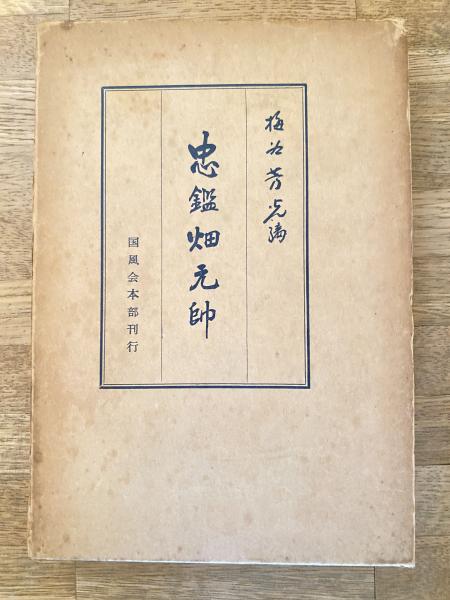 梅谷芳光編
忠鑑畑元帥
国風会本部刊行